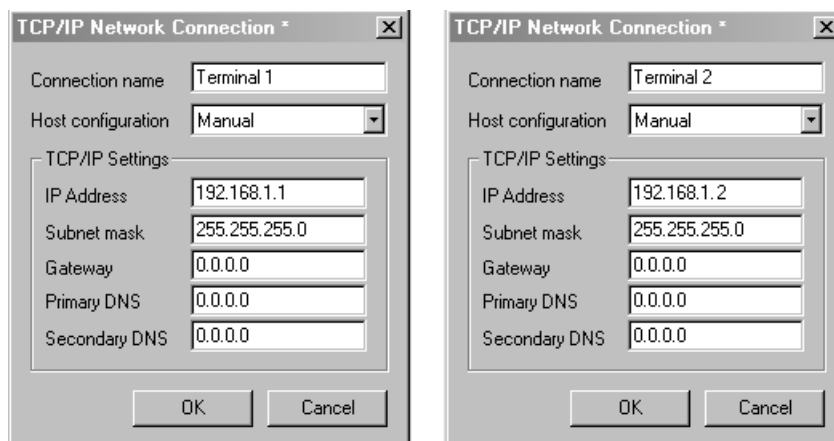 TCP/IP Network Connection *
Connection name Terminal 1
Host configuration Manual
TCP/IP Settings
IP Address 192.168.1.1
Subnet mask 255.255.255.0
Gateway 0.0.0.0
Primary DNS 0.0.0.0
Secondary DNS 0.0.0.0
OK Cancel
TCP/IP Network Connection *
Connection name Terminal 2
Host configuration Manual
TCP/IP Settings
IP Address 192.168.1.2
Subnet mask 255.255.255.0
Gateway 0.0.0.0
Primary DNS 0.0.0.0
Secondary DNS 0.0.0.0
OK Cancel